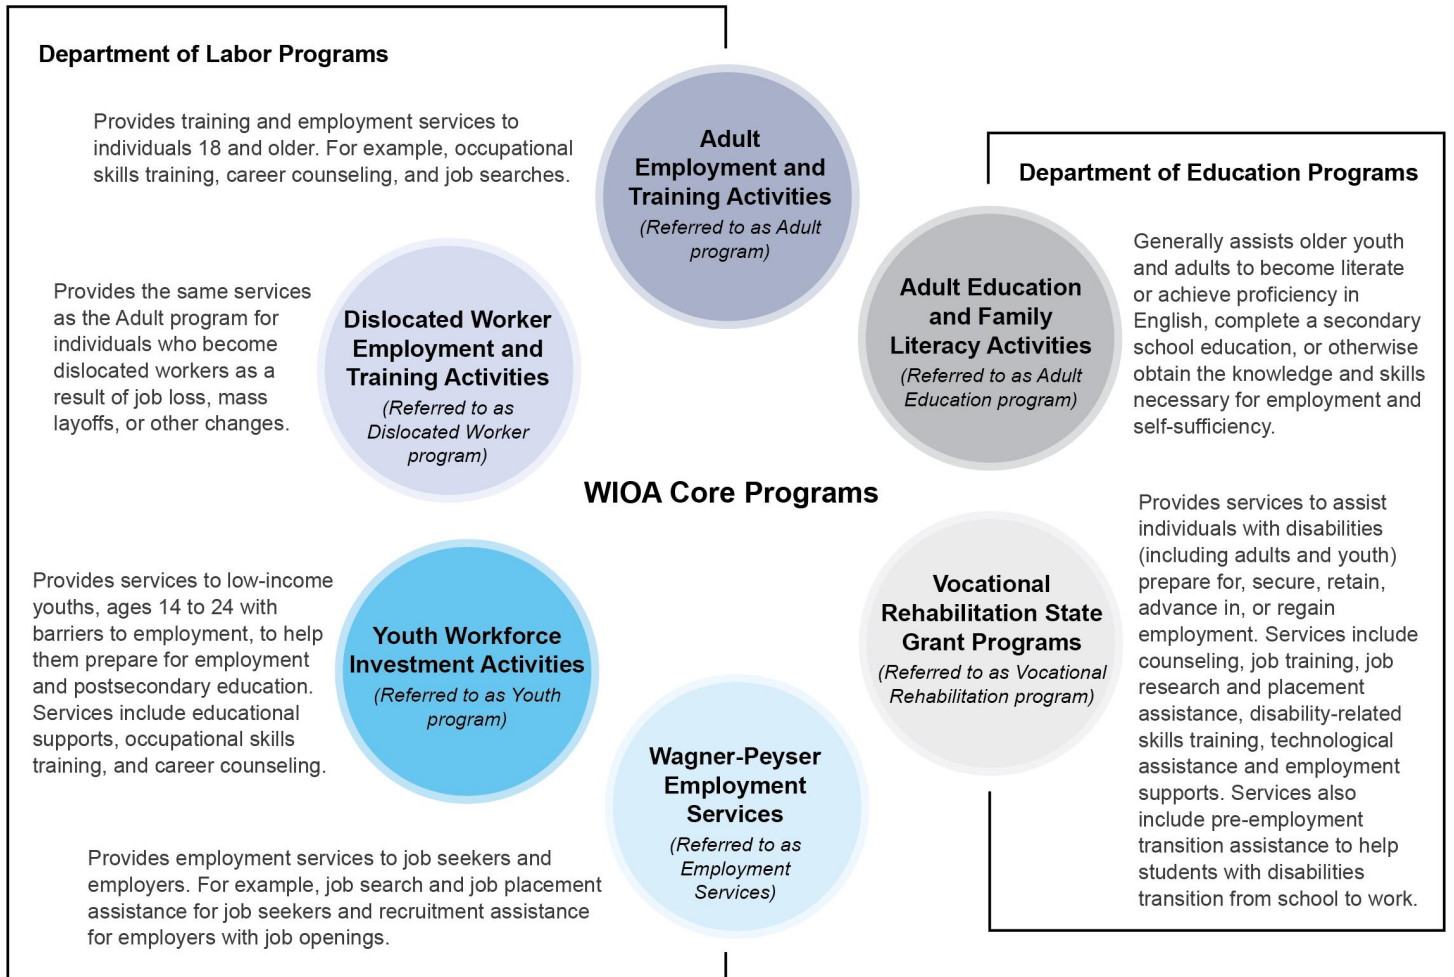 Department of Labor Programs
Provides training and employment services to
individuals 18 and older. For example, occupational
skills training, career counseling, and job searches.
Adult
Employment and
Training Activities
(Referred to as Adult
program)
Provides the same services
as the Adult program for
individuals who become
dislocated workers as a
result of job loss, mass
layoffs, or other changes.
Dislocated Worker
Employment and
Training Activities
(Referred to as
Dislocated Worker
program)
WIOA Core Programs
Provides services to low-income
youths, ages 14 to 24 with
barriers to employment, to help
them prepare for employment
and postsecondary education.
Services include educational
supports, occupational skills
training, and career counseling.
Youth Workforce
Investment Activities
(Referred to as Youth
program)
Provides employment services to job seekers and
employers. For example, job search and job placement
assistance for job seekers and recruitment assistance
for employers with job openings.
Wagner-Peyser
Employment
Services
(Referred to as
Employment
Services)
Department of Education Programs
Adult Education
and Family
Literacy Activities
(Referred to as Adult
Education program)
Generally assists older youth
and adults to become literate
or achieve proficiency in
English, complete a secondary
school education, or otherwise
obtain the knowledge and skills
necessary for employment and
self-sufficiency.
Vocational
Rehabilitation State
Grant Programs
(Referred to as Vocational
Rehabilitation program)
Provides services to assist
individuals with disabilities
(including adults and youth)
prepare for, secure, retain,
advance in, or regain
employment. Services include
counseling, job training, job
research and placement
assistance, disability-related
skills training, technological
assistance and employment
supports. Services also
include pre-employment
transition assistance to help
students with disabilities
transition from school to work.